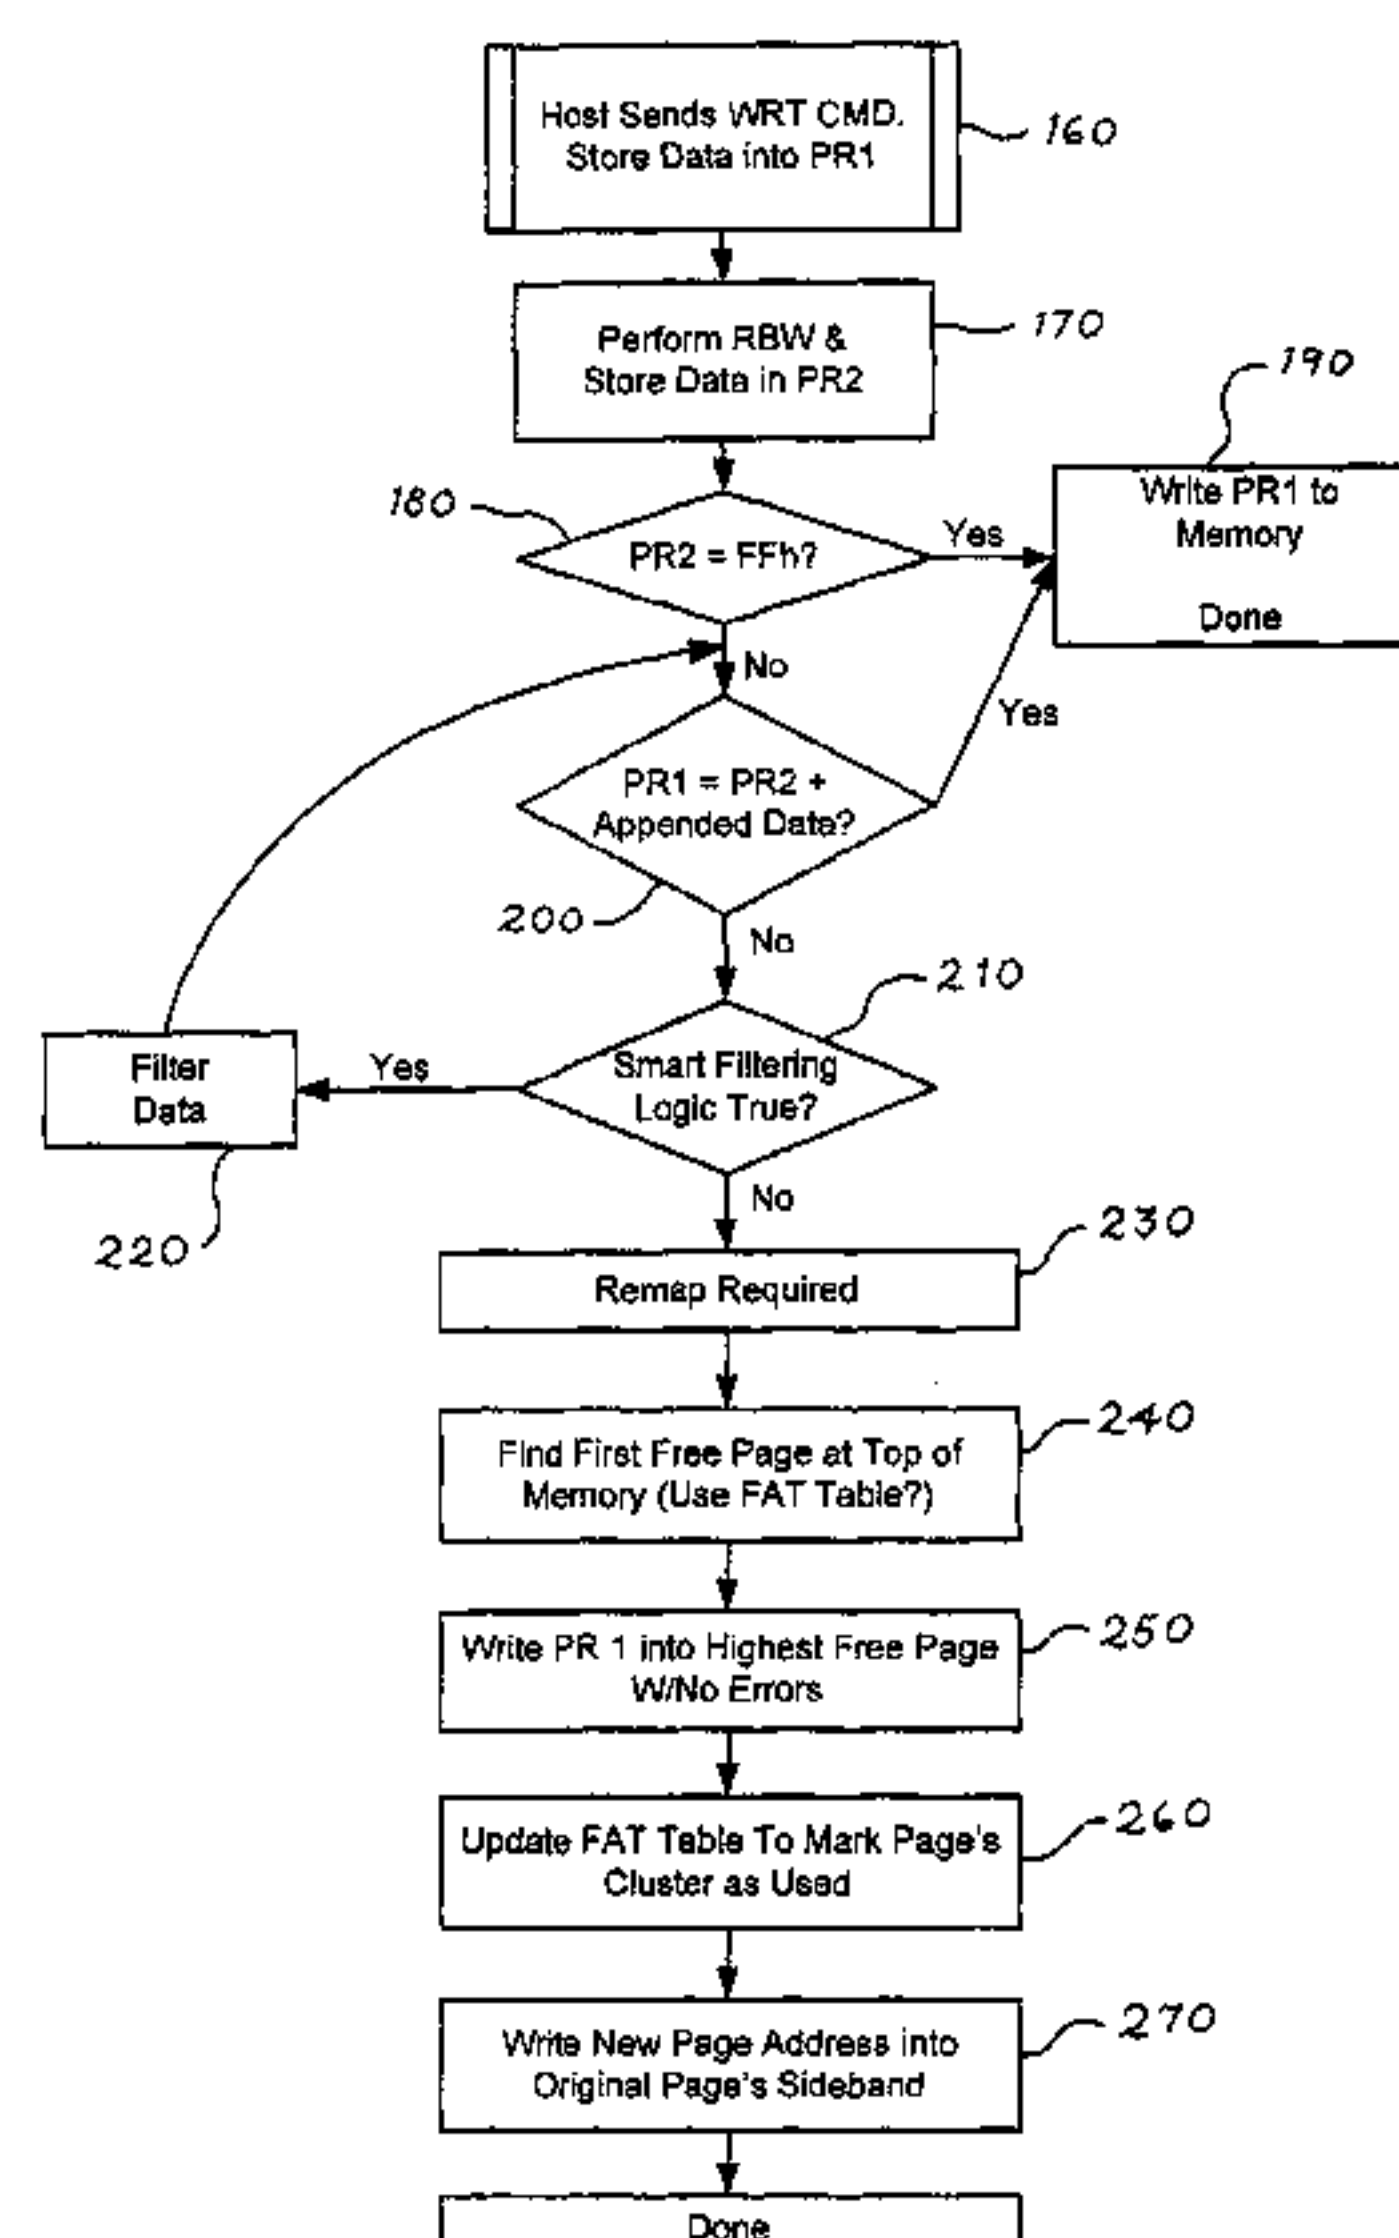 Host Sends WRT CMD.
Store Data into PR1
160
Perform RBW &
Store Data in PR2
170
190
Write PR1 to
Memory
Done
180
PR2 = FFh?
Yes
No
Yes
PR1 = PR2 +
Appended Date?
200
No
210
Smart Filtering
Logic True?
Yes
Filter
Data
220
No
230
Remap Required
240
Find First Free Page at Top of
Memory (Use FAT Table?)
250
Write PR 1 into Highest Free Page
W/No Errors
260
Update FAT Table To Mark Page's
Cluster as Used
270
Write New Page Address into
Original Page's Sideband
Done